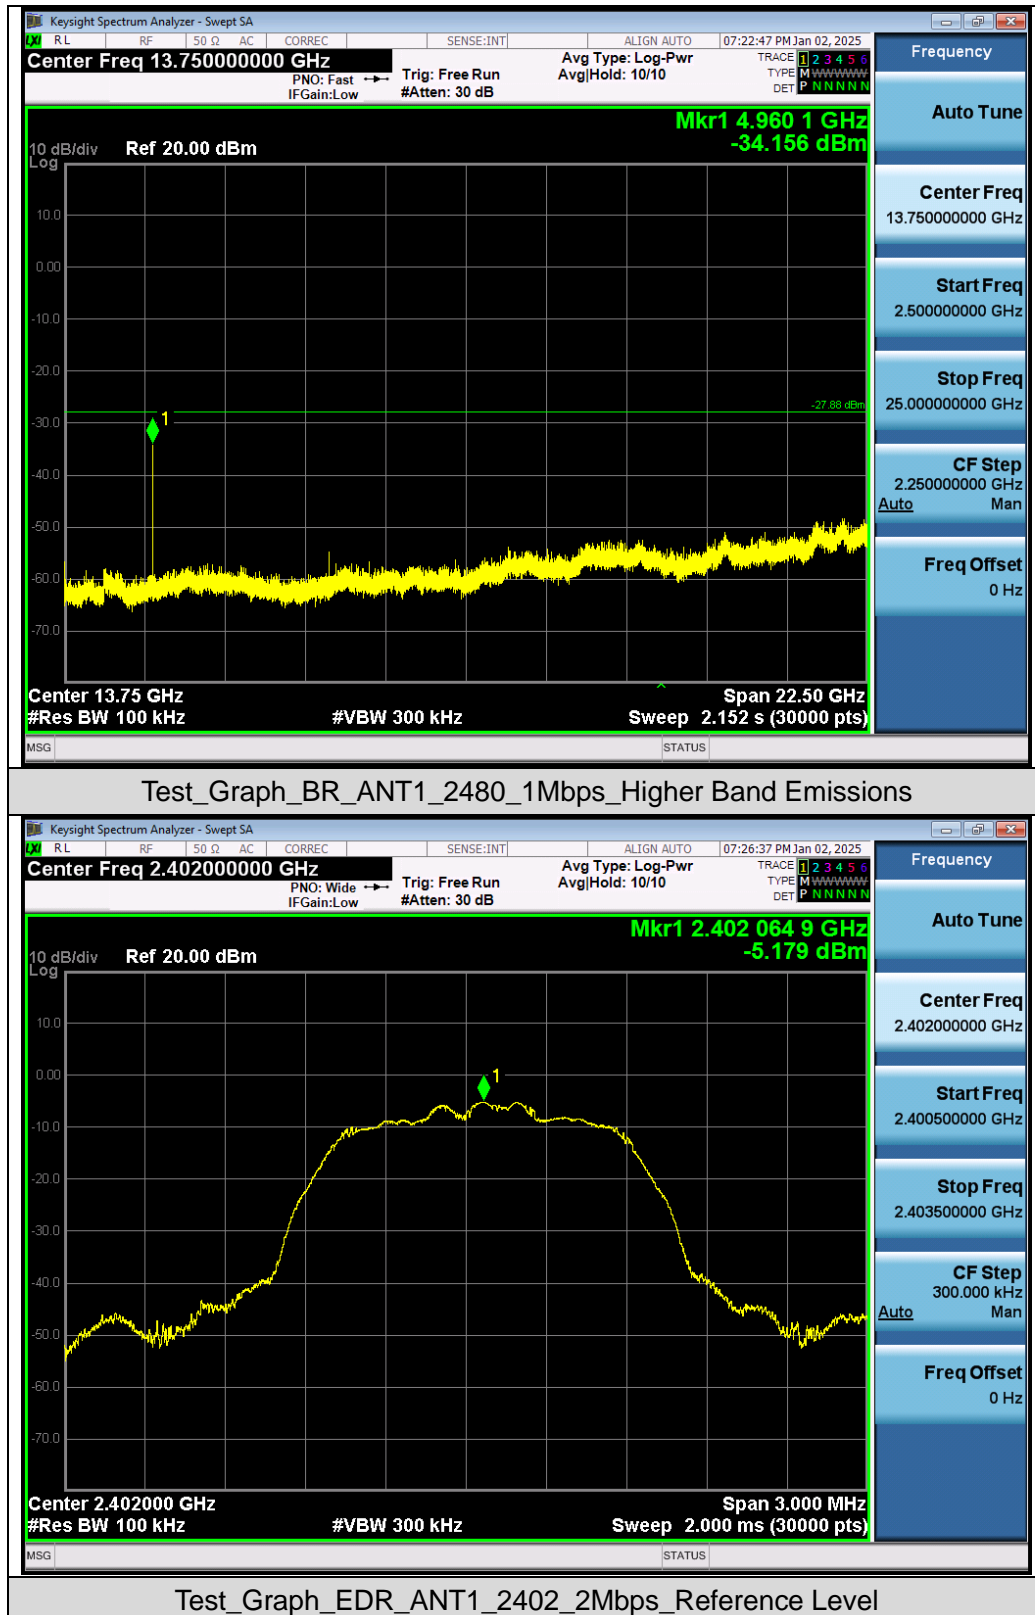 Keysight Spectrum Analyzer - Swept SA
LXI RL RF 50 Ω AC CORREC SENSE:INT ALIGN AUTO 07:22:47 PM Jan 02, 2025
Center Freq 13.750000000 GHz
PNO: Fast
IFGain:Low
Trig: Free Run
#Atten: 30 dB
Avg Type: Log-Pwr
Avg|Hold: 10/10
TRACE 1 2 3 4 5 6
TYPE M WWWWW
DET P N N N N N
Mkr1 4.960 1 GHz
-34.156 dBm
10 dB/div Ref 20.00 dBm
Log
10.0
0.00
-10.0
-20.0
-27.88 dBm
1
-30.0
-40.0
-50.0
-60.0
-70.0
Center 13.75 GHz Span 22.50 GHz
#Res BW 100 kHz #VBW 300 kHz Sweep 2.152 s (30000 pts)
MSG STATUS
Frequency
Auto Tune
Center Freq
13.750000000 GHz
Start Freq
2.500000000 GHz
Stop Freq
25.000000000 GHz
CF Step
2.250000000 GHz
Auto Man
Freq Offset
0 Hz
Test_Graph_BR_ANT1_2480_1Mbps_Higher Band Emissions
Keysight Spectrum Analyzer - Swept SA
LXI RL RF 50 Ω AC CORREC SENSE:INT ALIGN AUTO 07:26:37 PM Jan 02, 2025
Center Freq 2.402000000 GHz
PNO: Wide
IFGain:Low
Trig: Free Run
#Atten: 30 dB
Avg Type: Log-Pwr
Avg|Hold: 10/10
TRACE 1 2 3 4 5 6
TYPE M WWWWW
DET P N N N N N
Mkr1 2.402 064 9 GHz
-5.179 dBm
10 dB/div Ref 20.00 dBm
Log
10.0
0.00
1
-10.0
-20.0
-30.0
-40.0
-50.0
-60.0
-70.0
Center 2.402000 GHz Span 3.000 MHz
#Res BW 100 kHz #VBW 300 kHz Sweep 2.000 ms (30000 pts)
MSG STATUS
Frequency
Auto Tune
Center Freq
2.402000000 GHz
Start Freq
2.400500000 GHz
Stop Freq
2.403500000 GHz
CF Step
300.000 kHz
Auto Man
Freq Offset
0 Hz
Test_Graph_EDR_ANT1_2402_2Mbps_Reference Level